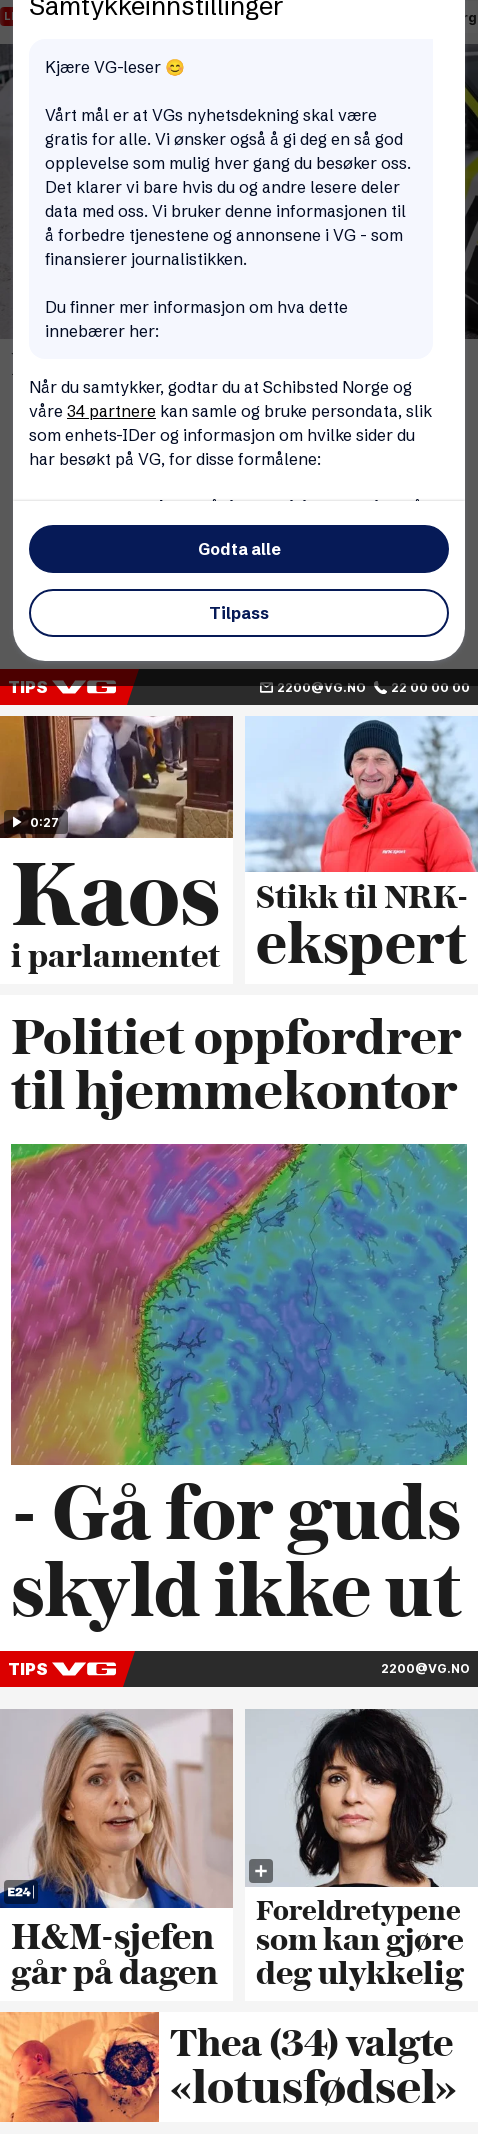 Samtykkeinnstillinger
Kjære VG-leser 😊
Vårt mål er at VGs nyhetsdekning skal være
gratis for alle. Vi ønsker også å gi deg en så god
opplevelse som mulig hver gang du besøker oss.
Det klarer vi bare hvis du og andre lesere deler
data med oss. Vi bruker denne informasjonen til
å forbedre tjenestene og annonsene i VG - som
finansierer journalistikken.
Du finner mer informasjon om hva dette
innebærer her:
Når du samtykker, godtar du at Schibsted Norge og
våre 34 partnere kan samle og bruke persondata, slik
som enhets-IDer og informasjon om hvilke sider du
har besøkt på VG, for disse formålene:
Godta alle
Tilpass
TIPS VG 2200@VG.NO 22 00 00 00
0:27
Kaos
i parlamentet
Stikk til NRK-
ekspert
Politiet oppfordrer
til hjemmekontor
- Gå for guds
skyld ikke ut
TIPS VG 2200@VG.NO
E24
H&M-sjefen
går på dagen
Foreldretypene
som kan gjøre
deg ulykkelig
Thea (34) valgte
«lotusfødsel»